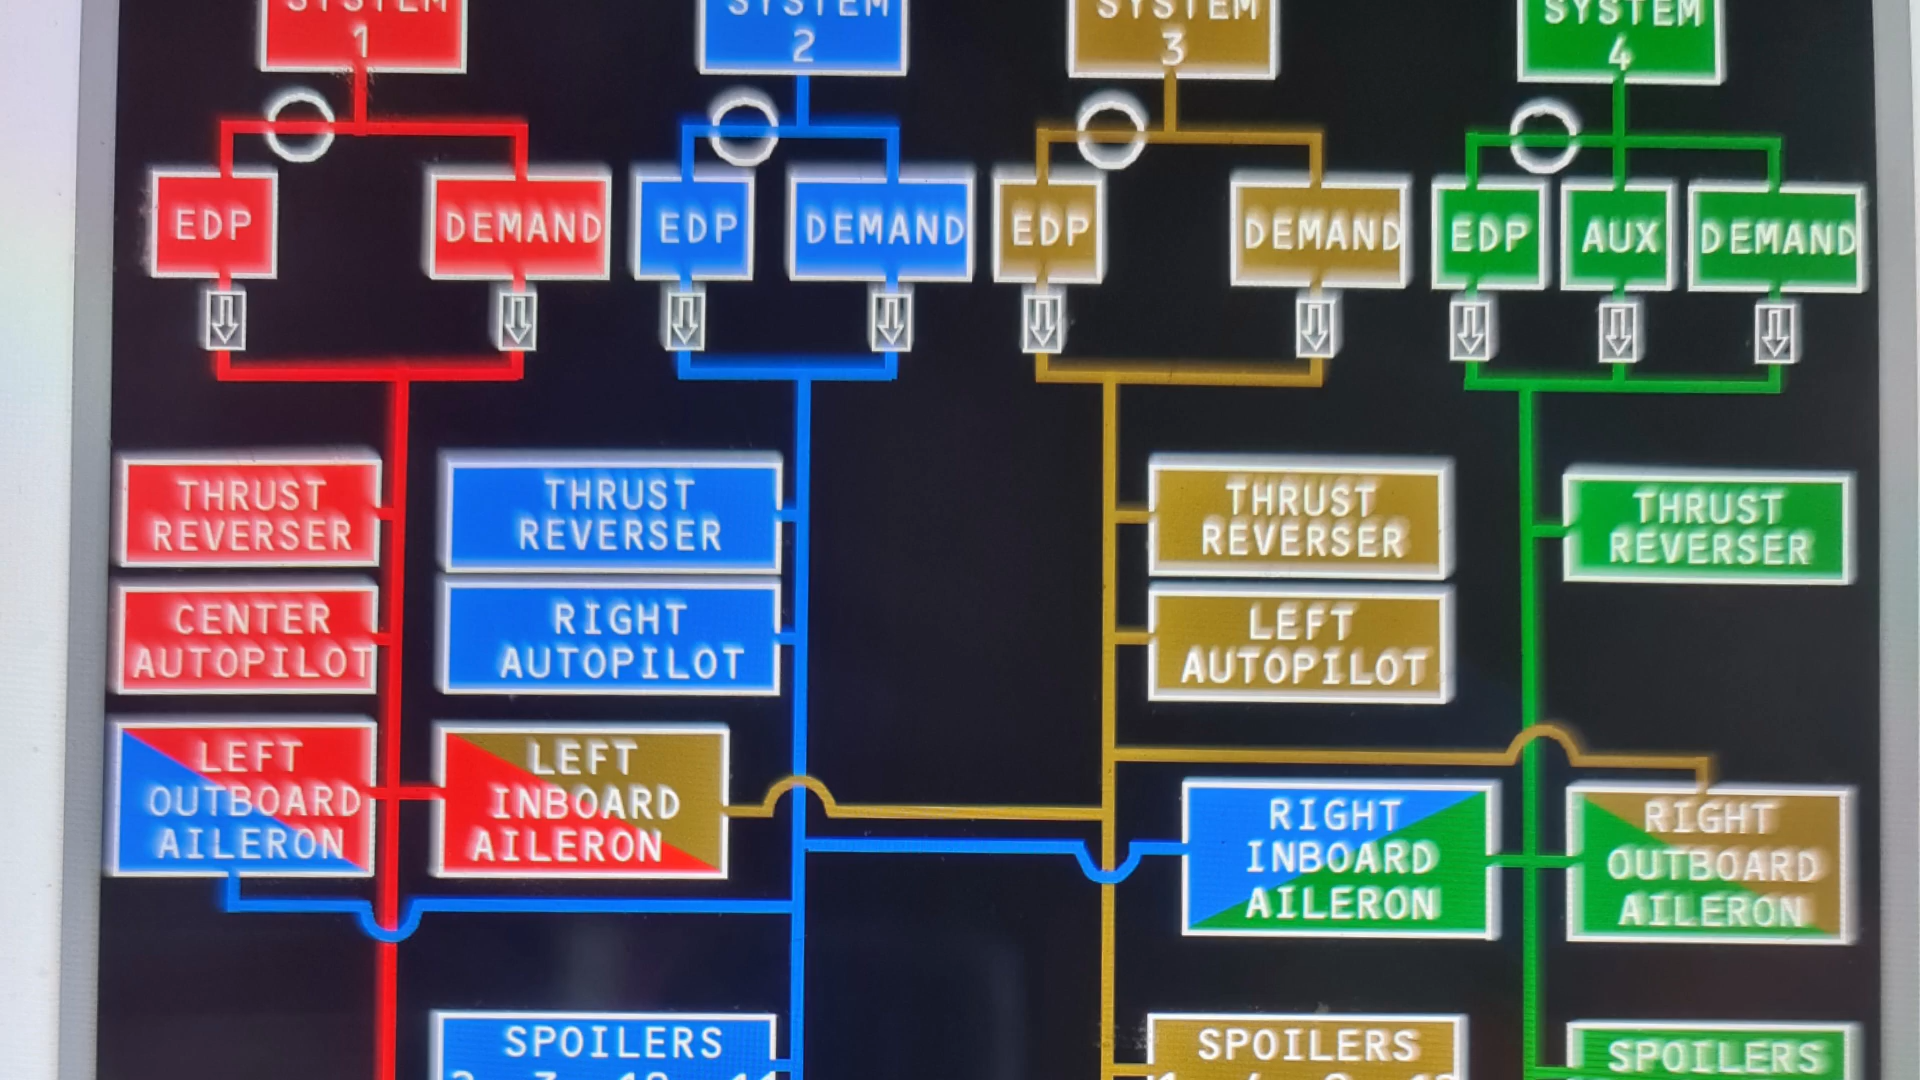 SYSTEM
1
SYSTEM
2
SYSTEM
3
SYSTEM
4
EDP
DEMAND
EDP
DEMAND
EDP
DEMAND
EDP
AUX
DEMAND
THRUST
REVERSER
THRUST
REVERSER
THRUST
REVERSER
THRUST
REVERSER
CENTER
AUTOPILOT
RIGHT
AUTOPILOT
LEFT
AUTOPILOT
LEFT
OUTBOARD
AILERON
LEFT
INBOARD
AILERON
RIGHT
INBOARD
AILERON
RIGHT
OUTBOARD
AILERON
SPOILERS
SPOILERS
SPOILERS